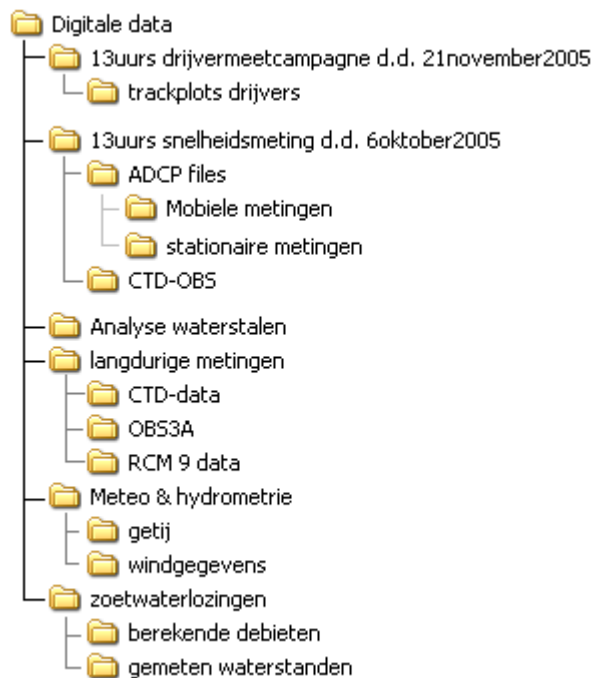 Digitale data
13uurs drijvermeetcampagne d.d. 21november2005
trackplots drijvers
13uurs snelheidsmeting d.d. 6oktober2005
ADCP files
Mobiele metingen
stationaire metingen
CTD-OBS
Analyse waterstalen
langdurige metingen
CTD-data
OBS3A
RCM 9 data
Meteo & hydrometrie
getij
windgegevens
zoetwaterlozingen
berekende debieten
gemeten waterstanden